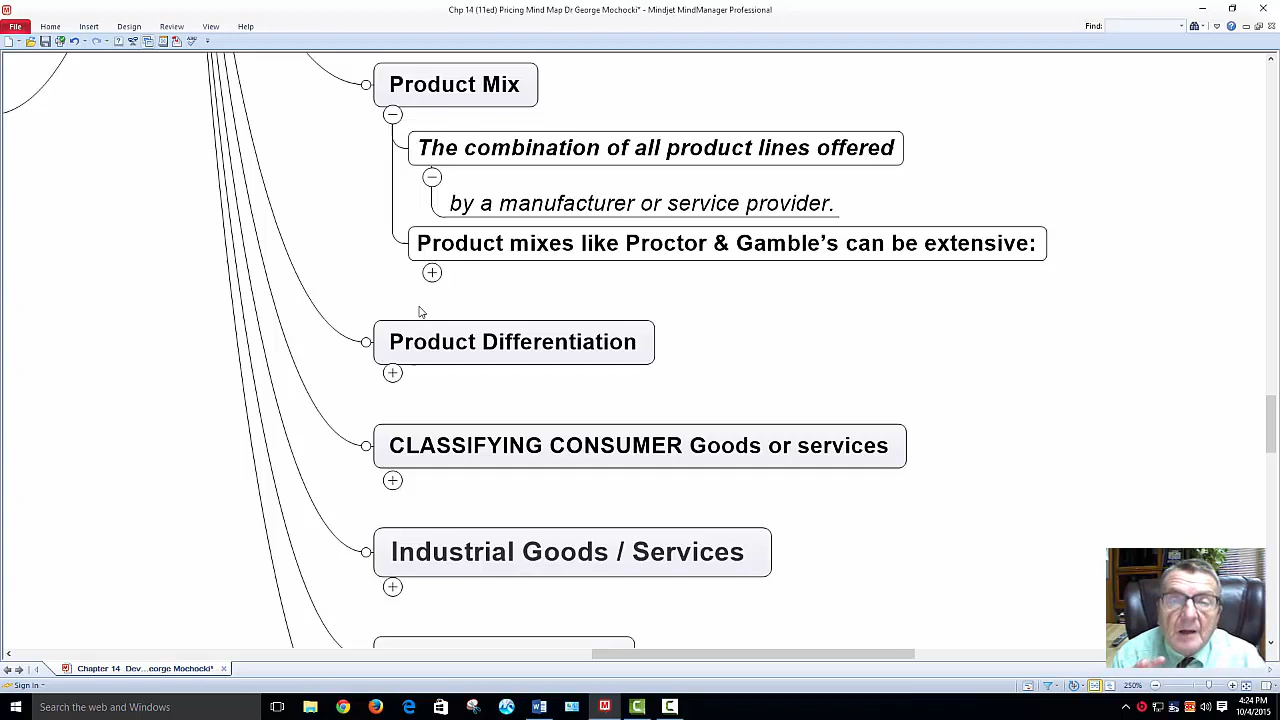 Chp 14 (11ed) Pricing Mind Map Dr George Mochocki* - Mindjet MindManager Professional
File Home Insert Design Review View Help
Find:
Product Mix
The combination of all product lines offered
by a manufacturer or service provider.
Product mixes like Proctor & Gamble's can be extensive:
Product Differentiation
CLASSIFYING CONSUMER Goods or services
Industrial Goods / Services
Chapter 14 Dev...eorge Mochocki*
Sign In
250%
Search the web and Windows
4:24 PM
10/4/2015